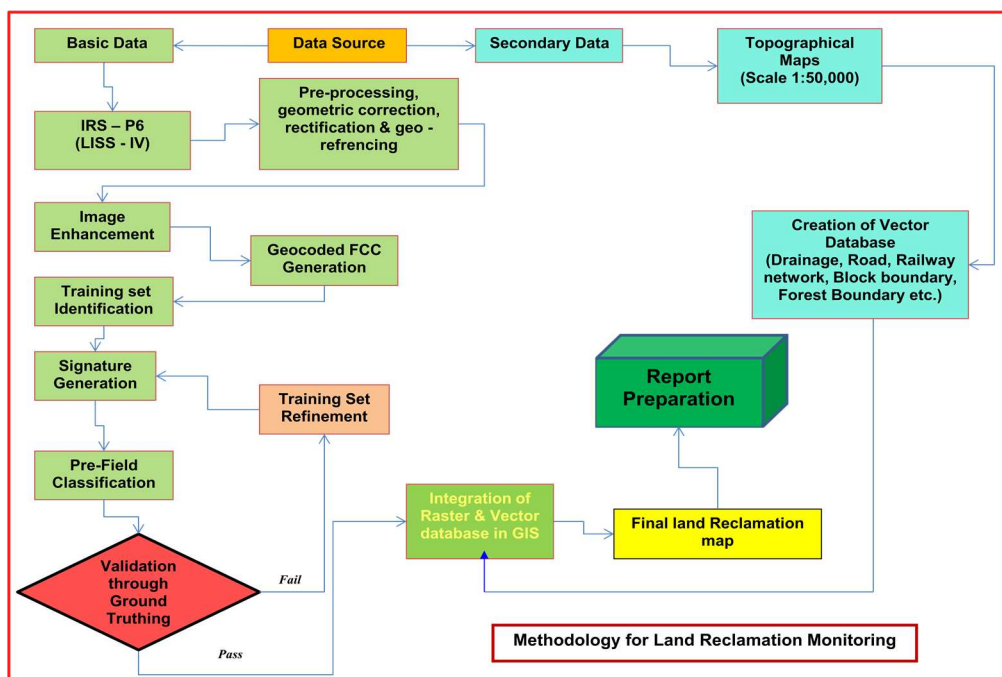 Basic Data
Data Source
Secondary Data
Topographical
Maps
(Scale 1:50,000)
IRS – P6
(LISS - IV)
Pre-processing,
geometric correction,
rectification & geo -
refrencing
Image
Enhancement
Geocoded FCC
Generation
Creation of Vector
Database
(Drainage, Road, Railway
network, Block boundary,
Forest Boundary etc.)
Training set
Identification
Signature
Generation
Training Set
Refinement
Report
Preparation
Pre-Field
Classification
Integration of
Raster & Vector
database in GIS
Final land Reclamation
map
Validation
through
Ground
Truthing
Fail
Pass
Methodology for Land Reclamation Monitoring